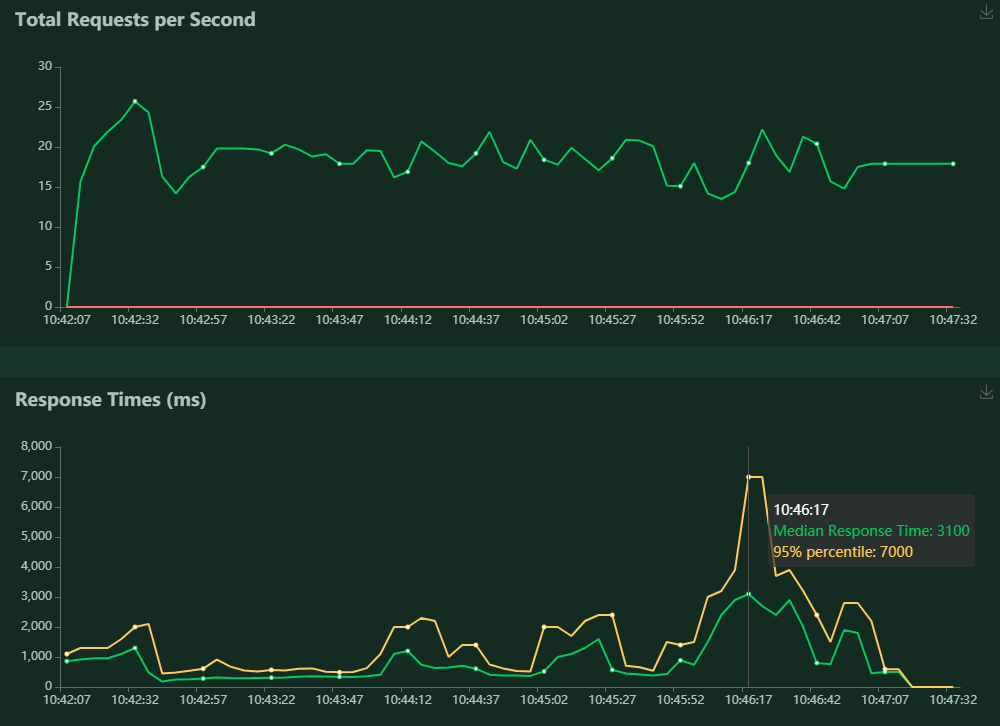 Total Requests per Second
30
25
20
15
10
5
0
10:42:07 10:42:32 10:42:57 10:43:22 10:43:47 10:44:12 10:44:37 10:45:02 10:45:27 10:45:52 10:46:17 10:46:42 10:47:07 10:47:32
Response Times (ms)
8,000
7,000
6,000
5,000
4,000
3,000
2,000
1,000
0
10:46:17
Median Response Time: 3100
95% percentile: 7000
10:42:07 10:42:32 10:42:57 10:43:22 10:43:47 10:44:12 10:44:37 10:45:02 10:45:27 10:45:52 10:46:17 10:46:42 10:47:07 10:47:32